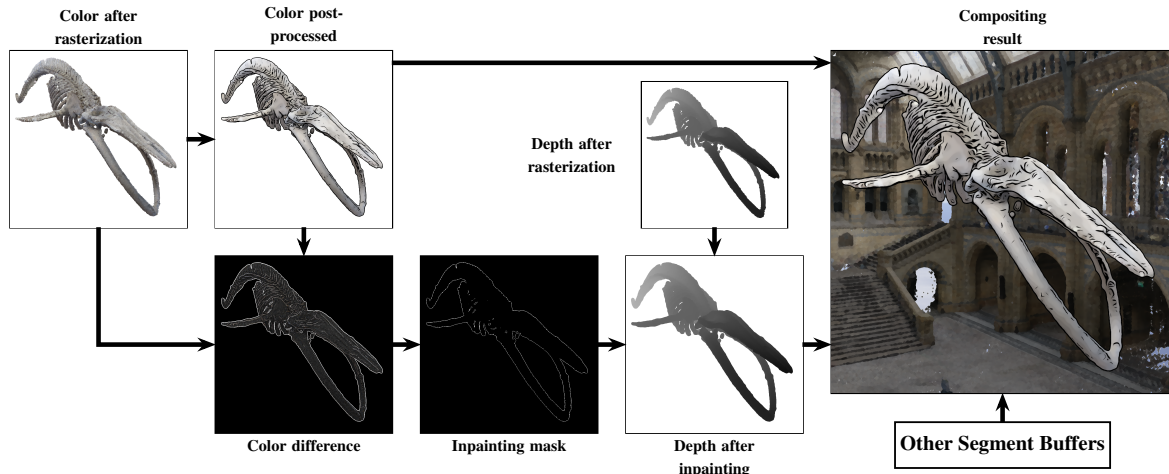 Color after
rasterization
Color post-
processed
Compositing
result
Depth after
rasterization
Color difference
Inpainting mask
Depth after
inpainting
Other Segment Buffers